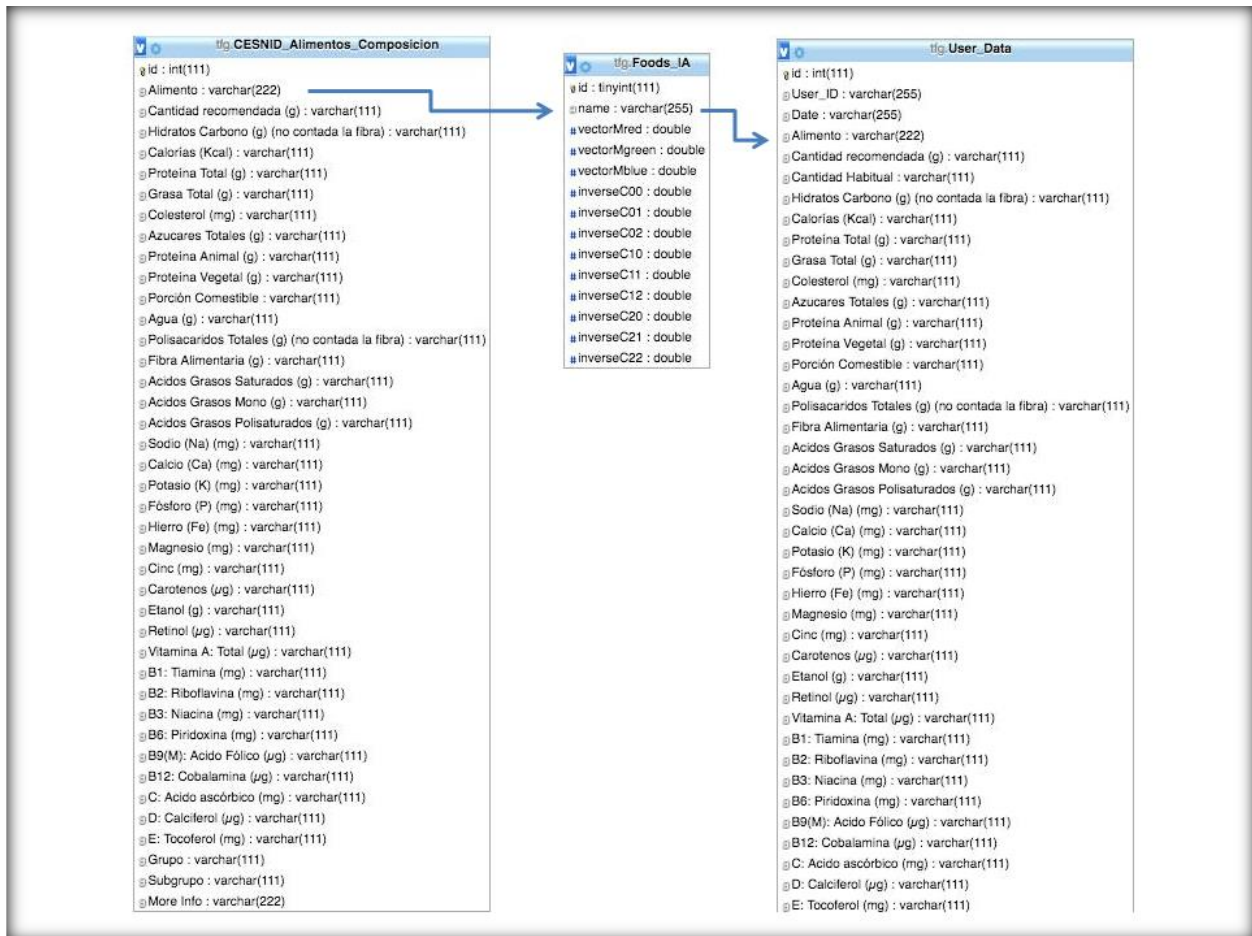 tfg.CESNID_Alimentos_Composicion
id : int(111)
Alimento : varchar(222)
Cantidad recomendada (g) : varchar(111)
Hidratos Carbono (g) (no contada la fibra) : varchar(111)
Calorías (Kcal) : varchar(111)
Proteína Total (g) : varchar(111)
Grasa Total (g) : varchar(111)
Colesterol (mg) : varchar(111)
Azucares Totales (g) : varchar(111)
Proteína Animal (g) : varchar(111)
Proteína Vegetal (g) : varchar(111)
Porción Comestible : varchar(111)
Agua (g) : varchar(111)
Polisacaridos Totales (g) (no contada la fibra) : varchar(111)
Fibra Alimentaria (g) : varchar(111)
Acidos Grasos Saturados (g) : varchar(111)
Acidos Grasos Mono (g) : varchar(111)
Acidos Grasos Polisaturados (g) : varchar(111)
Sodio (Na) (mg) : varchar(111)
Calcio (Ca) (mg) : varchar(111)
Potasio (K) (mg) : varchar(111)
Fósforo (P) (mg) : varchar(111)
Hierro (Fe) (mg) : varchar(111)
Magnesio (mg) : varchar(111)
Cinc (mg) : varchar(111)
Carotenos (µg) : varchar(111)
Etanol (g) : varchar(111)
Retinol (µg) : varchar(111)
Vitamina A: Total (µg) : varchar(111)
B1: Tiamina (mg) : varchar(111)
B2: Riboflavina (mg) : varchar(111)
B3: Niacina (mg) : varchar(111)
B6: Piridoxina (mg) : varchar(111)
B9(M): Acido Fólico (µg) : varchar(111)
B12: Cobalamina (µg) : varchar(111)
C: Acido ascórbico (mg) : varchar(111)
D: Calciferol (µg) : varchar(111)
E: Tocoferol (mg) : varchar(111)
Grupo : varchar(111)
Subgrupo : varchar(111)
More Info : varchar(222)
tfg.Foods_IA
id : tinyint(111)
name : varchar(255)
vectorMred : double
vectorMgreen : double
vectorMblue : double
inverseC00 : double
inverseC01 : double
inverseC02 : double
inverseC10 : double
inverseC11 : double
inverseC12 : double
inverseC20 : double
inverseC21 : double
inverseC22 : double
tfg.User_Data
id : int(111)
User_ID : varchar(255)
Date : varchar(255)
Alimento : varchar(222)
Cantidad recomendada (g) : varchar(111)
Cantidad Habitual : varchar(111)
Hidratos Carbono (g) (no contada la fibra) : varchar(111)
Calorías (Kcal) : varchar(111)
Proteína Total (g) : varchar(111)
Grasa Total (g) : varchar(111)
Colesterol (mg) : varchar(111)
Azucares Totales (g) : varchar(111)
Proteína Animal (g) : varchar(111)
Proteína Vegetal (g) : varchar(111)
Porción Comestible : varchar(111)
Agua (g) : varchar(111)
Polisacaridos Totales (g) (no contada la fibra) : varchar(111)
Fibra Alimentaria (g) : varchar(111)
Acidos Grasos Saturados (g) : varchar(111)
Acidos Grasos Mono (g) : varchar(111)
Acidos Grasos Polisaturados (g) : varchar(111)
Sodio (Na) (mg) : varchar(111)
Calcio (Ca) (mg) : varchar(111)
Potasio (K) (mg) : varchar(111)
Fósforo (P) (mg) : varchar(111)
Hierro (Fe) (mg) : varchar(111)
Magnesio (mg) : varchar(111)
Cinc (mg) : varchar(111)
Carotenos (µg) : varchar(111)
Etanol (g) : varchar(111)
Retinol (µg) : varchar(111)
Vitamina A: Total (µg) : varchar(111)
B1: Tiamina (mg) : varchar(111)
B2: Riboflavina (mg) : varchar(111)
B3: Niacina (mg) : varchar(111)
B6: Piridoxina (mg) : varchar(111)
B9(M): Acido Fólico (µg) : varchar(111)
B12: Cobalamina (µg) : varchar(111)
C: Acido ascórbico (mg) : varchar(111)
D: Calciferol (µg) : varchar(111)
E: Tocoferol (mg) : varchar(111)